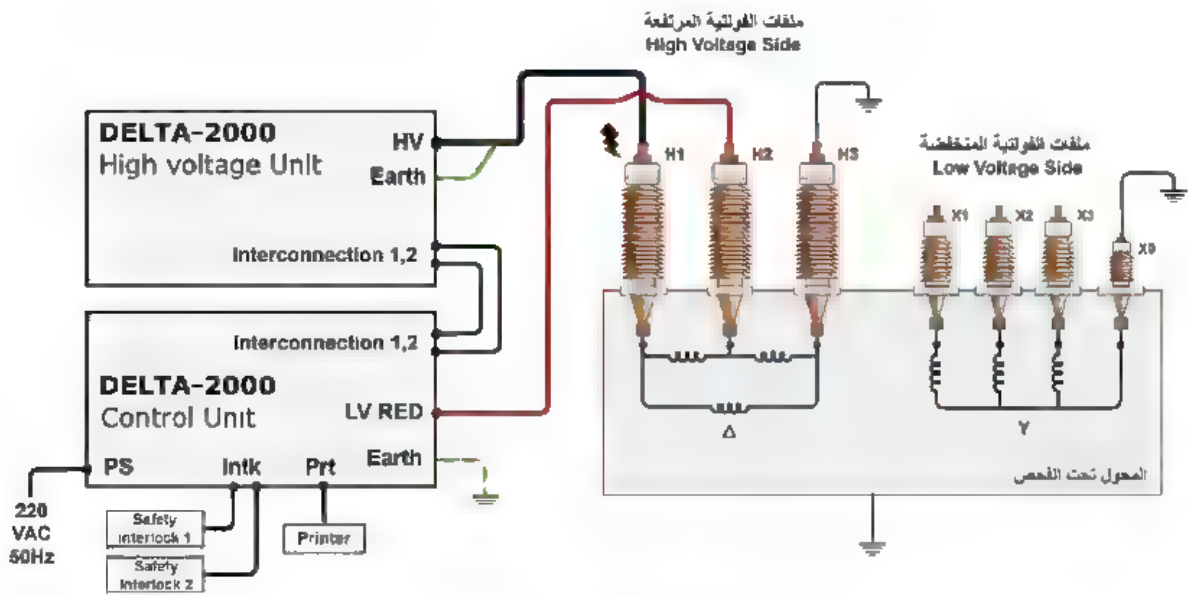 ملفات الفولتية المرتفعة
High Voltage Side
DELTA-2000
High voltage Unit
HV
Earth
Interconnection 1,2
H1
H2
H3
ملفات الفولتية المنخفضة
Low Voltage Side
X1
X2
X3
X0
Interconnection 1,2
DELTA-2000
Control Unit
LV RED
Earth
PS
Intk
Prt
Δ
Y
المحول تحت الفحص
220
VAC
50Hz
Safety
interlock 1
Printer
Safety
Interlock 2